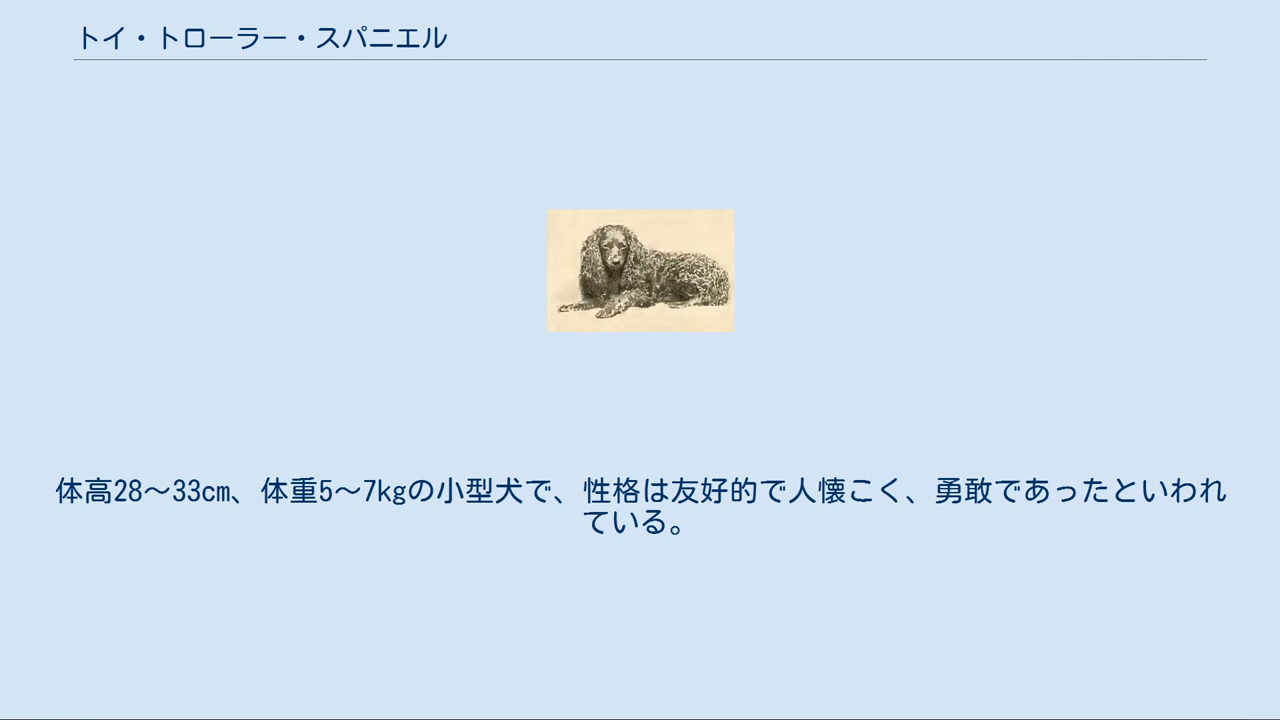 トイ・トローラー・スパニエル
体高28～33cm、体重5～7kgの小型犬で、性格は友好的で人懐こく、勇敢であったといわれ
ている。